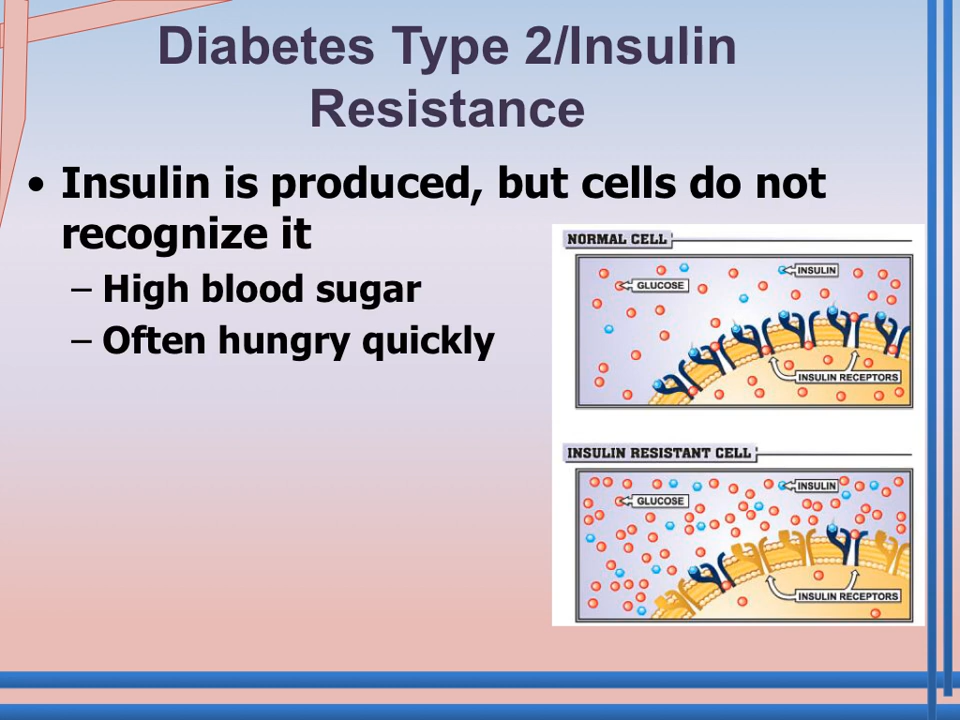 Diabetes Type 2/Insulin
Resistance
• Insulin is produced, but cells do not
recognize it
– High blood sugar
– Often hungry quickly
NORMAL CELL
INSULIN
GLUCOSE
INSULIN RECEPTORS
INSULIN RESISTANT CELL
INSULIN
GLUCOSE
INSULIN RECEPTORS